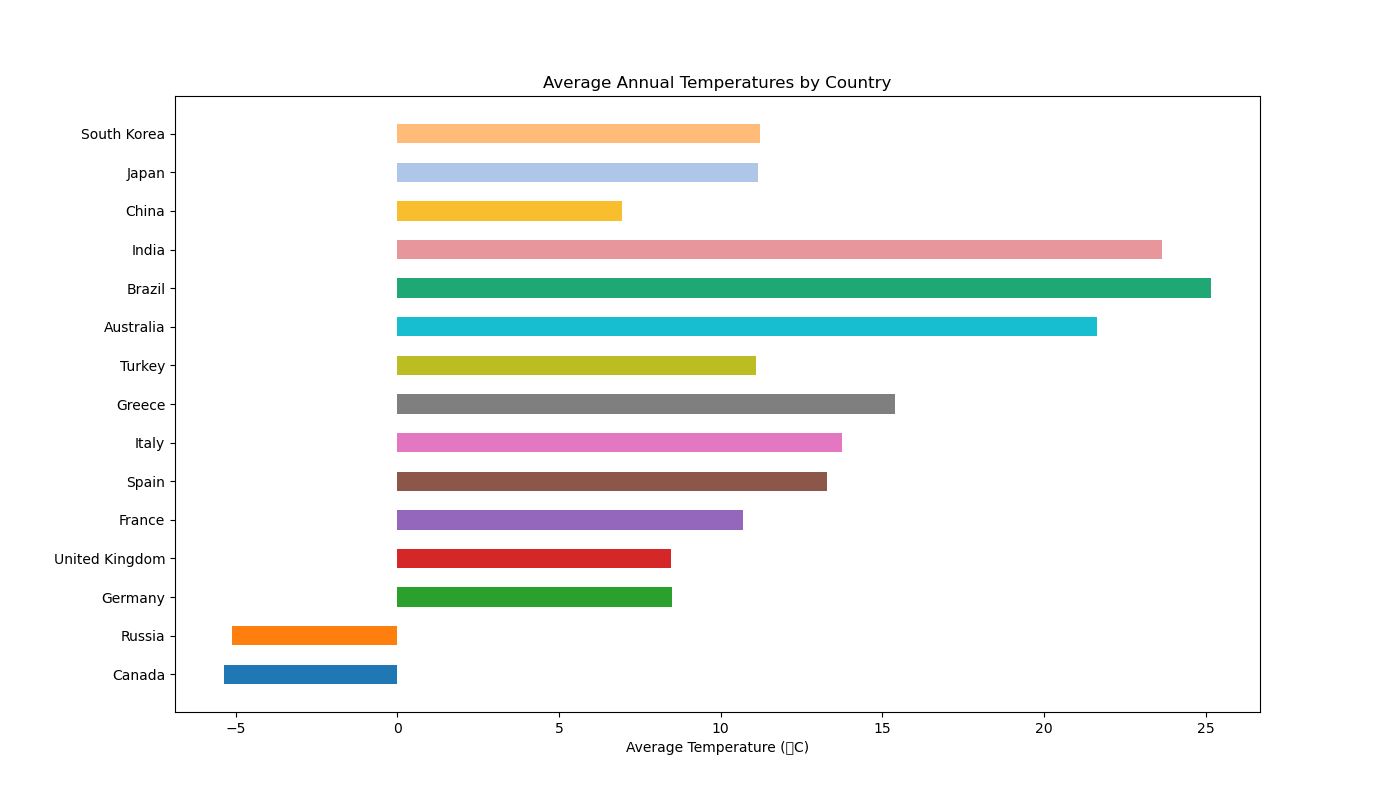 Average Annual Temperatures by Country
South Korea
Japan
China
India
Brazil
Australia
Turkey
Greece
Italy
Spain
France
United Kingdom
Germany
Russia
Canada
−5 0 5 10 15 20 25
Average Temperature (▯C)